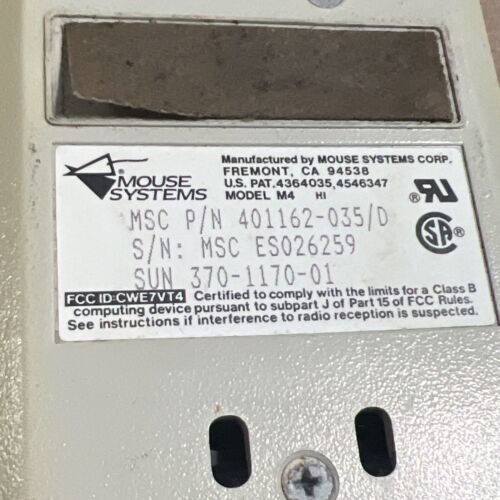 MOUSE
SYSTEMS
Manufactured by MOUSE SYSTEMS CORP.
FREMONT, CA 94538
U.S. PAT.4364035,4546347
MODEL M4 HI
MSC P/N 401162-035/D
S/N: MSC ES026259
SUN 370-1170-01
FCC ID:CWE7VT4 Certified to comply with the limits for a Class B
computing device pursuant to subpart J of Part 15 of FCC Rules.
See instructions if interference to radio reception is suspected.